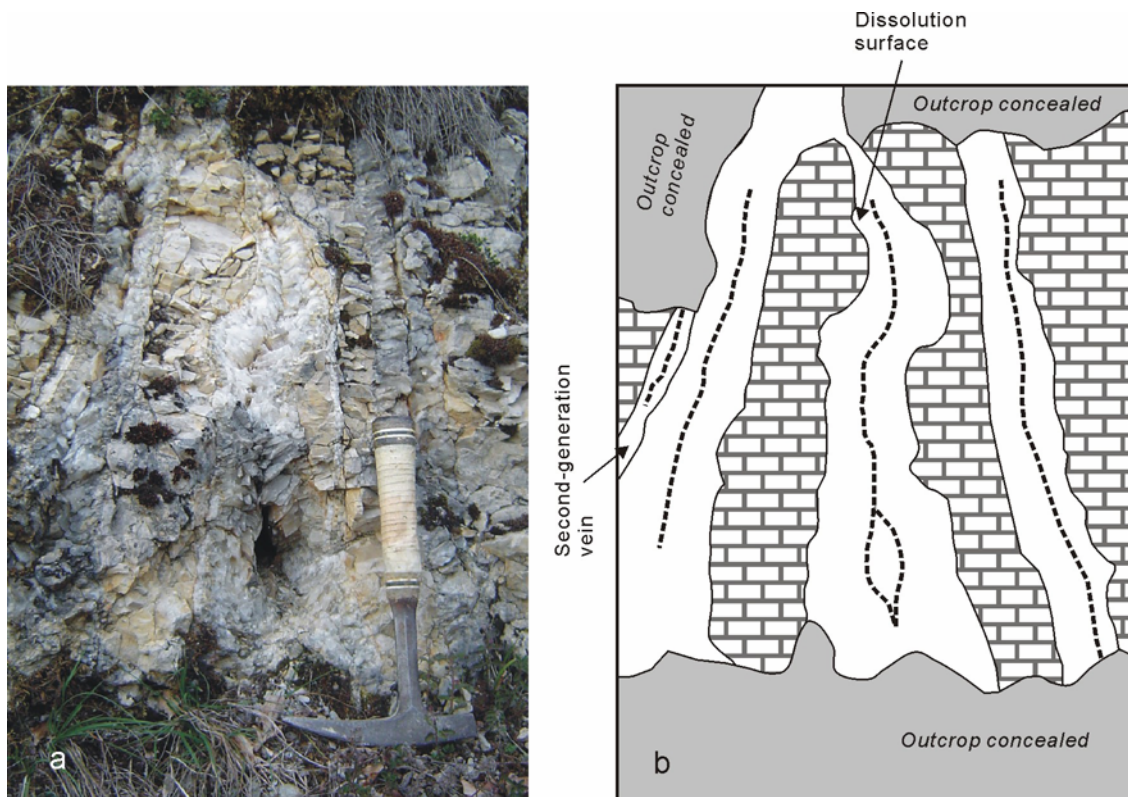 Dissolution
surface
Outcrop concealed
Outcrop
concealed
Second-generation
vein
Outcrop concealed
a
b